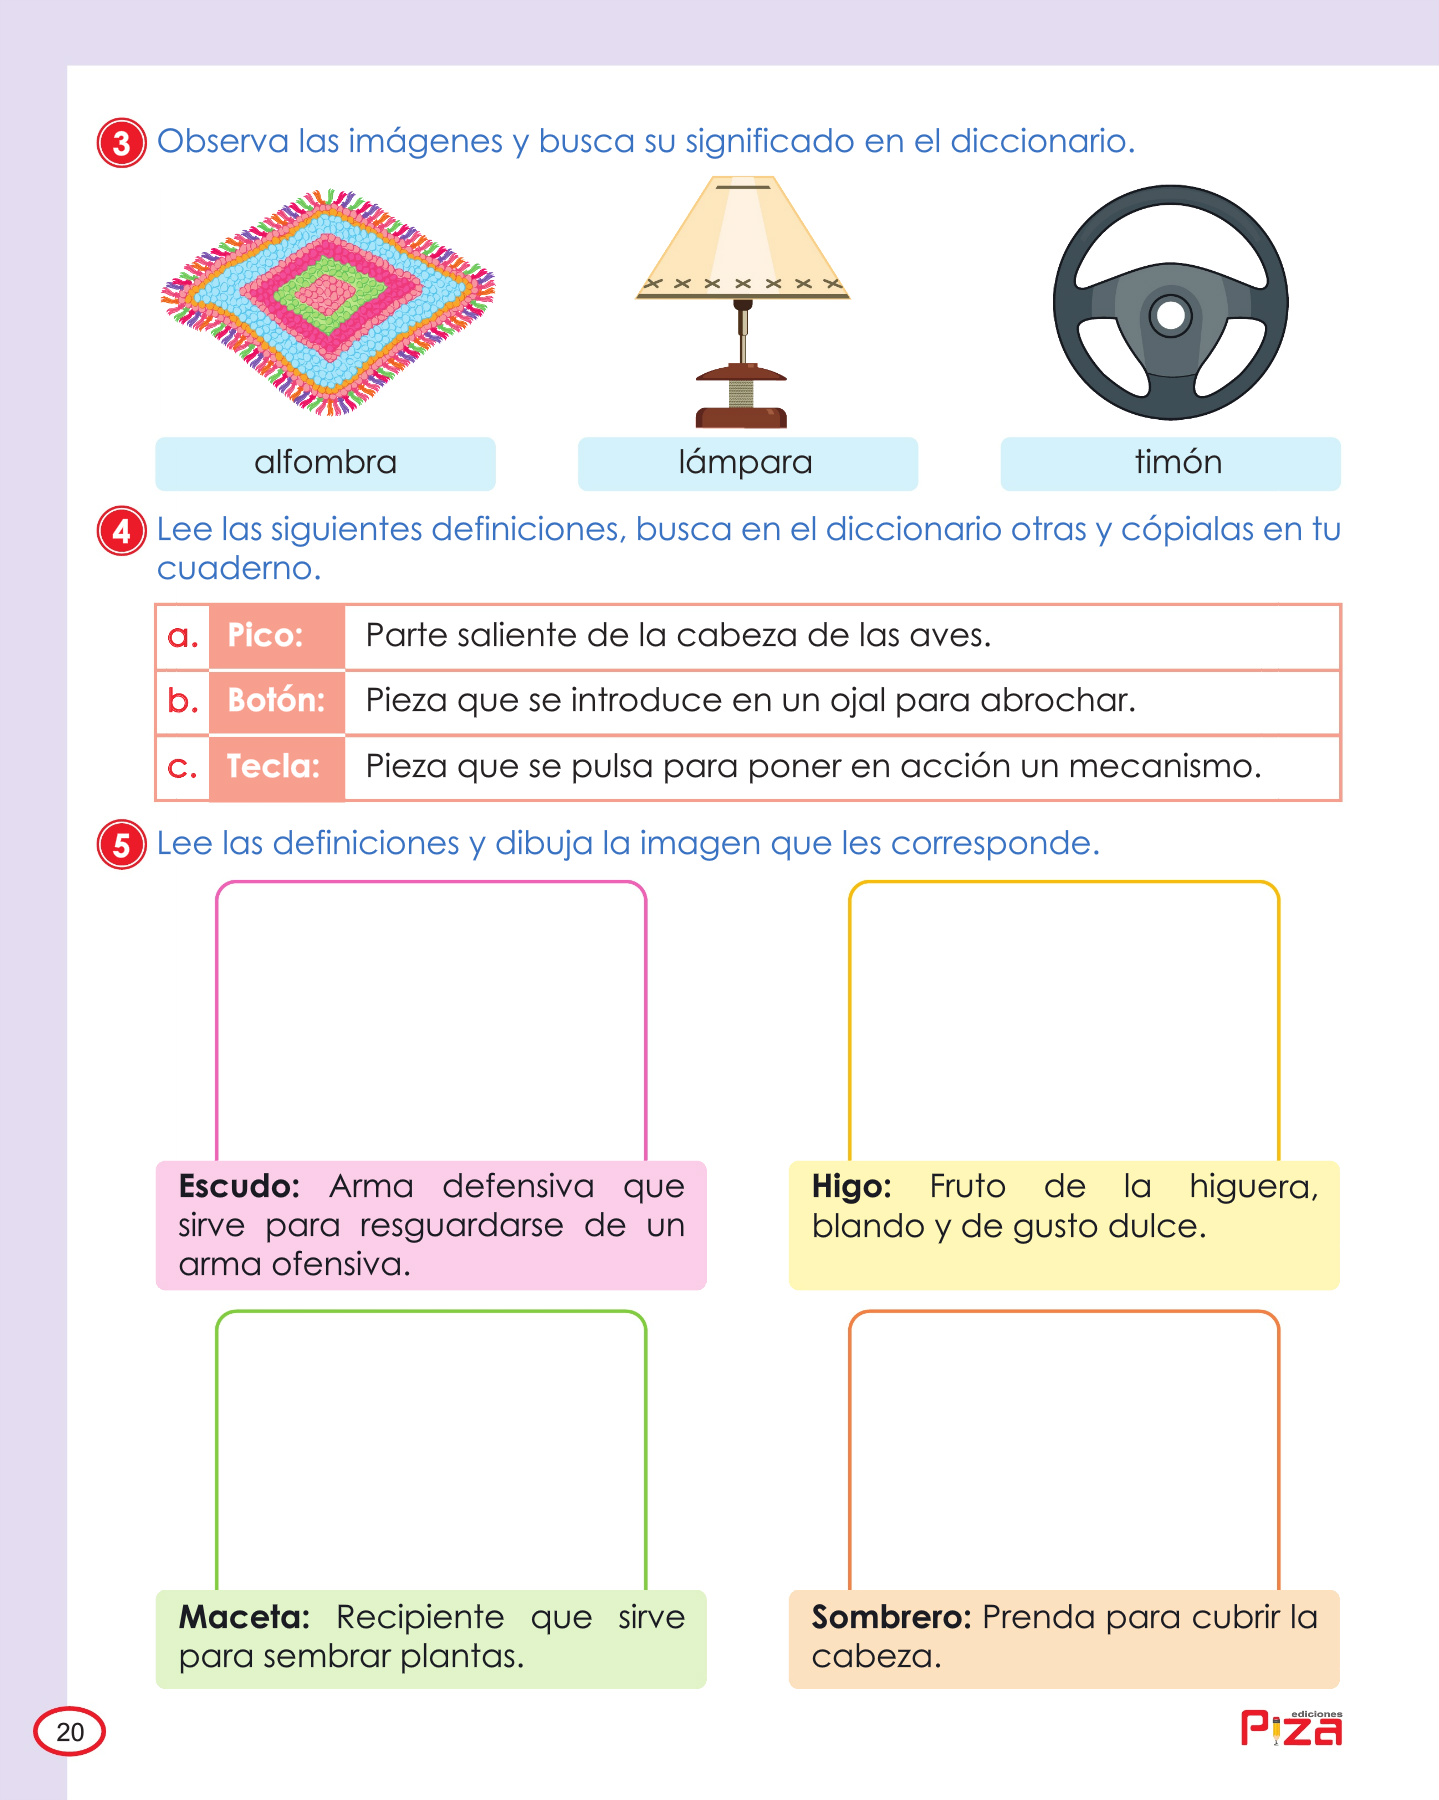 3 Observa las imágenes y busca su significado en el diccionario.
alfombra
lámpara
timón
4 Lee las siguientes definiciones, busca en el diccionario otras y cópialas en tu
cuaderno.
a. Pico: Parte saliente de la cabeza de las aves.
b. Botón: Pieza que se introduce en un ojal para abrochar.
c. Tecla: Pieza que se pulsa para poner en acción un mecanismo.
5 Lee las definiciones y dibuja la imagen que les corresponde.
Escudo: Arma defensiva que
sirve para resguardarse de un
arma ofensiva.
Higo: Fruto de la higuera,
blando y de gusto dulce.
Maceta: Recipiente que sirve
para sembrar plantas.
Sombrero: Prenda para cubrir la
cabeza.
20
ediciones
Piza